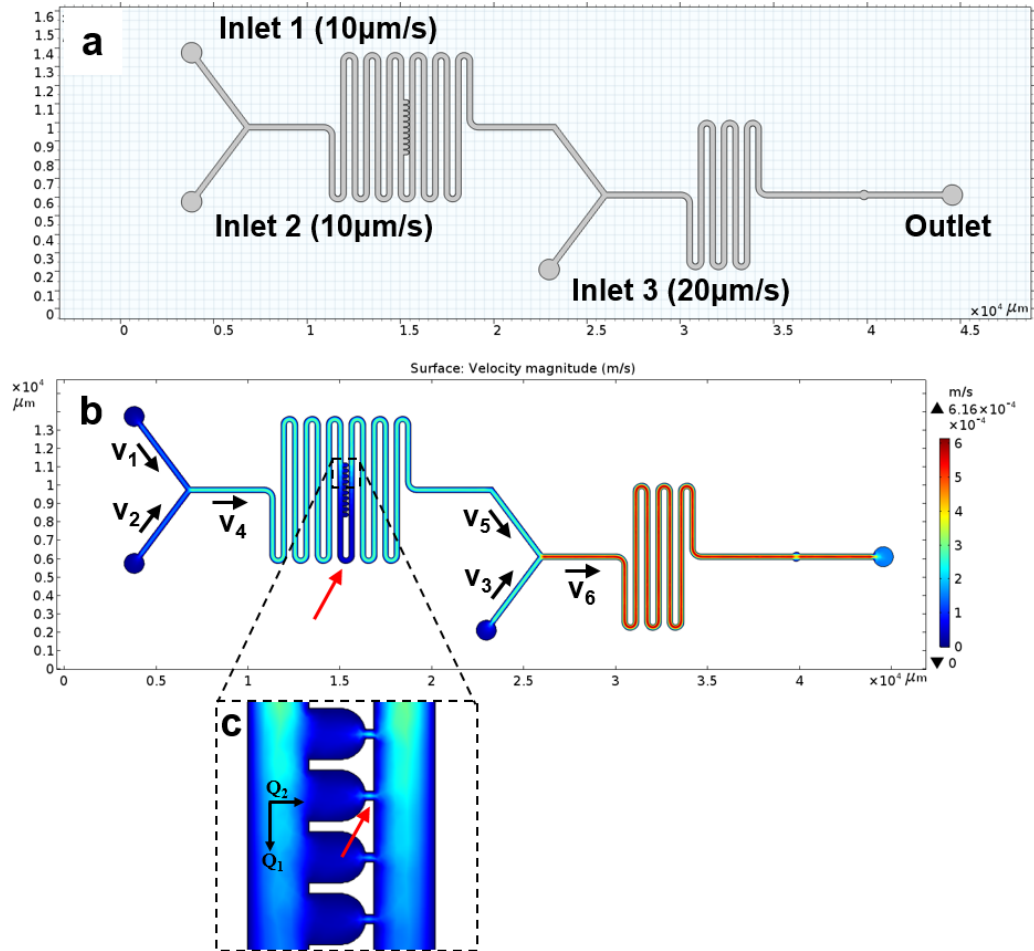 a
Inlet 1 (10μm/s)
Inlet 2 (10μm/s)
Inlet 3 (20μm/s)
Outlet
1.6
1.5
1.4
1.3
1.2
1.1
1
0.9
0.8
0.7
0.6
0.5
0.4
0.3
0.2
0.1
0
0 0.5 1 1.5 2 2.5 3 3.5 4 4.5
×10⁴ μm
Surface: Velocity magnitude (m/s)
×10⁴
μm
b
1.3
1.2
1.1
1
0.9
0.8
0.7
0.6
0.5
0.4
0.3
0.2
0.1
0
V₁
V₂
V₄
V₅
V₃
V₆
m/s
▲ 6.16×10⁻⁴
×10⁻⁴
6
5
4
3
2
1
0
▼ 0
0 0.5 1 1.5 2 2.5 3 3.5 4 ×10⁴ μm
c
Q₂
Q₁